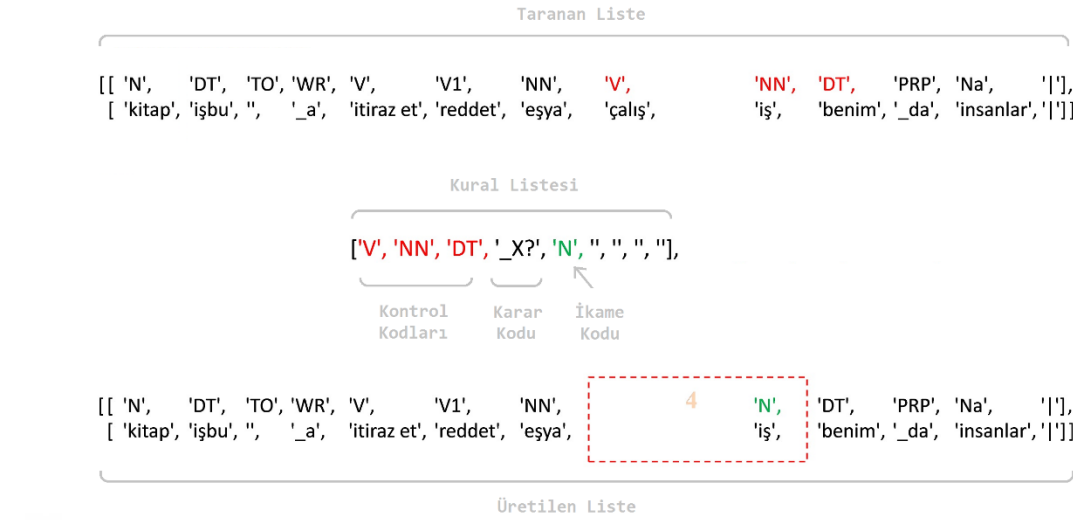 Taranan Liste
[[ 'N', 'DT', 'TO', 'WR', 'V', 'V1', 'NN', 'V', 'NN', 'DT', 'PRP', 'Na', '|'],
[ 'kitap', 'işbu', '', '_a', 'itiraz et', 'reddet', 'eşya', 'çalış', 'iş', 'benim', '_da', 'insanlar', '|']]
Kural Listesi
['V', 'NN', 'DT', '_X?', 'N', '', '', '', ''],
Kontrol Kodları
Karar Kodu
İkame Kodu
4
[[ 'N', 'DT', 'TO', 'WR', 'V', 'V1', 'NN', 'N', 'DT', 'PRP', 'Na', '|'],
[ 'kitap', 'işbu', '', '_a', 'itiraz et', 'reddet', 'eşya', 'iş', 'benim', '_da', 'insanlar', '|']]
Üretilen Liste